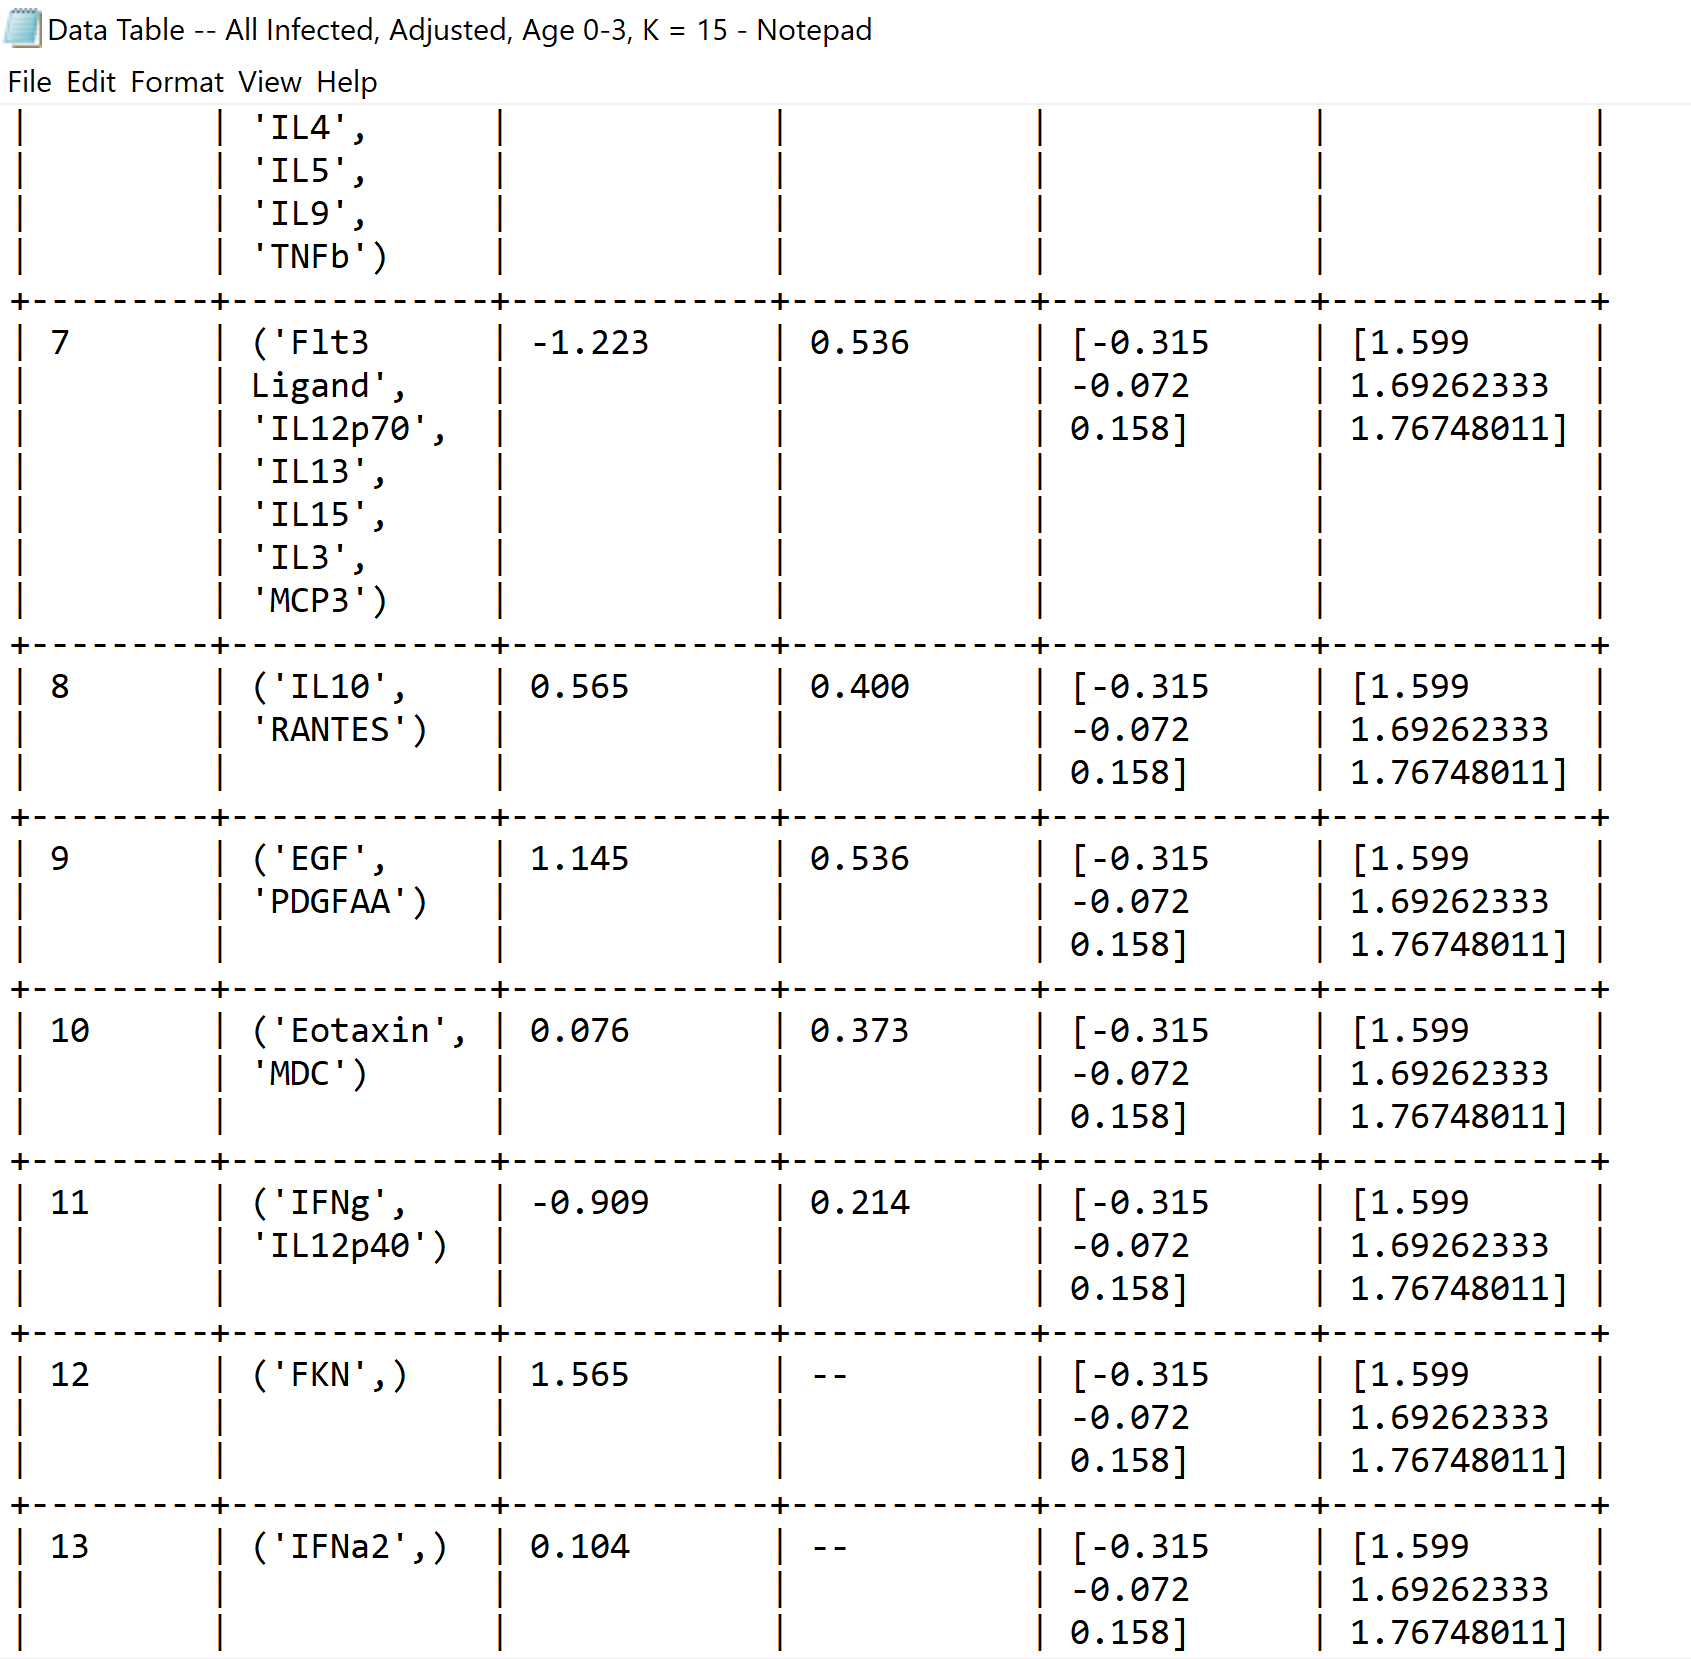 Data Table -- All Infected, Adjusted, Age 0-3, K = 15 - Notepad
File Edit Format View Help
|         | 'IL4',      |             |            |             |             |
|         | 'IL5',      |             |            |             |             |
|         | 'IL9',      |             |            |             |             |
|         | 'TNFb')     |             |            |             |             |
+---------+-------------+-------------+------------+-------------+-------------+
| 7       | ('Flt3      | -1.223      | 0.536      | [-0.315     | [1.599      |
|         | Ligand',    |             |            | -0.072      | 1.69262333  |
|         | 'IL12p70',  |             |            | 0.158]      | 1.76748011] |
|         | 'IL13',     |             |            |             |             |
|         | 'IL15',     |             |            |             |             |
|         | 'IL3',      |             |            |             |             |
|         | 'MCP3')     |             |            |             |             |
+---------+-------------+-------------+------------+-------------+-------------+
| 8       | ('IL10',    | 0.565       | 0.400      | [-0.315     | [1.599      |
|         | 'RANTES')   |             |            | -0.072      | 1.69262333  |
|         |             |             |            | 0.158]      | 1.76748011] |
+---------+-------------+-------------+------------+-------------+-------------+
| 9       | ('EGF',     | 1.145       | 0.536      | [-0.315     | [1.599      |
|         | 'PDGFAA')   |             |            | -0.072      | 1.69262333  |
|         |             |             |            | 0.158]      | 1.76748011] |
+---------+-------------+-------------+------------+-------------+-------------+
| 10      | ('Eotaxin', | 0.076       | 0.373      | [-0.315     | [1.599      |
|         | 'MDC')      |             |            | -0.072      | 1.69262333  |
|         |             |             |            | 0.158]      | 1.76748011] |
+---------+-------------+-------------+------------+-------------+-------------+
| 11      | ('IFNg',    | -0.909      | 0.214      | [-0.315     | [1.599      |
|         | 'IL12p40')  |             |            | -0.072      | 1.69262333  |
|         |             |             |            | 0.158]      | 1.76748011] |
+---------+-------------+-------------+------------+-------------+-------------+
| 12      | ('FKN',)    | 1.565       | --         | [-0.315     | [1.599      |
|         |             |             |            | -0.072      | 1.69262333  |
|         |             |             |            | 0.158]      | 1.76748011] |
+---------+-------------+-------------+------------+-------------+-------------+
| 13      | ('IFNa2',)  | 0.104       | --         | [-0.315     | [1.599      |
|         |             |             |            | -0.072      | 1.69262333  |
|         |             |             |            | 0.158]      | 1.76748011] |